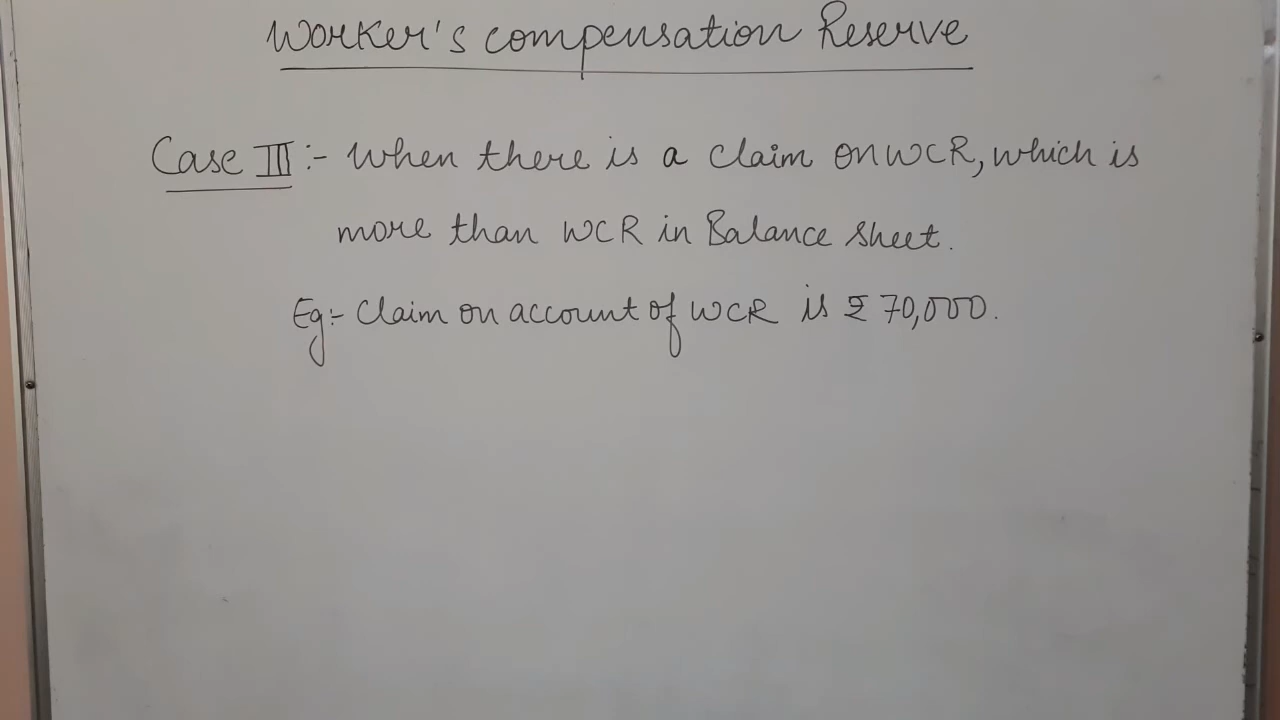 Worker's compensation Reserve
Case III :- When there is a claim on WCR, which is
more than WCR in Balance Sheet.
Eg:- Claim on account of WCR is ₹ 70,000.